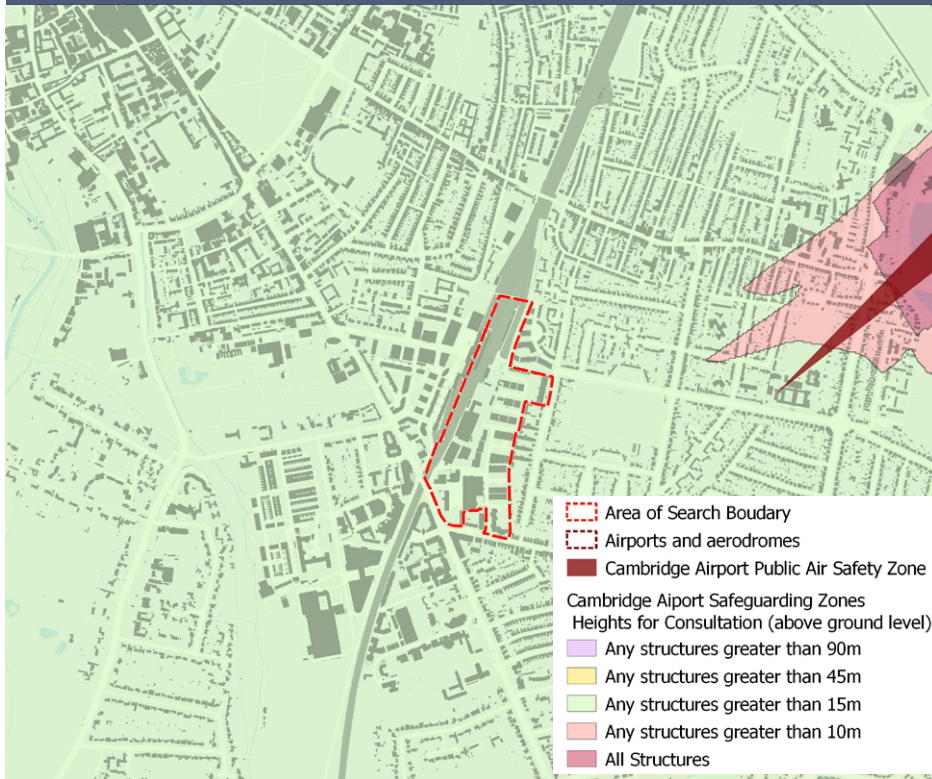 Area of Search Boudary
Airports and aerodromes
Cambridge Airport Public Air Safety Zone
Cambridge Aiport Safeguarding Zones
Heights for Consultation (above ground level)
Any structures greater than 90m
Any structures greater than 45m
Any structures greater than 15m
Any structures greater than 10m
All Structures